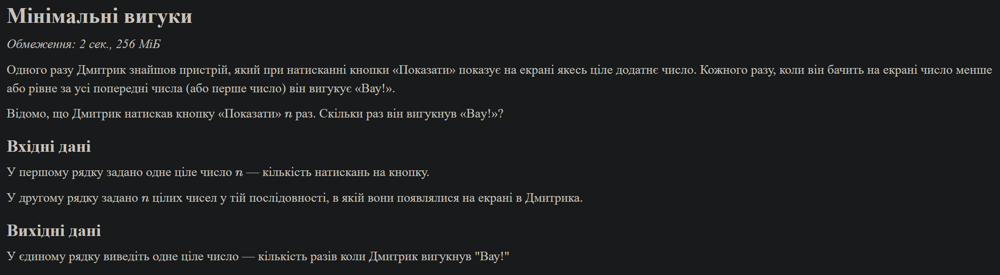 Мінімальні вигуки
Обмеження: 2 сек., 256 МіБ
Одного разу Дмитрик знайшов пристрій, який при натисканні кнопки «Показати» показує на екрані якесь ціле додатнє число. Кожного разу, коли він бачить на екрані число менше
або рівне за усі попередні числа (або перше число) він вигукує «Вау!».
Відомо, що Дмитрик натискав кнопку «Показати» n раз. Скільки раз він вигукнув «Вау!»?
Вхідні дані
У першому рядку задано одне ціле число n — кількість натискань на кнопку.
У другому рядку задано n цілих чисел у тій послідовності, в якій вони появлялися на екрані в Дмитрика.
Вихідні дані
У єдиному рядку виведіть одне ціле число — кількість разів коли Дмитрик вигукнув "Вау!"